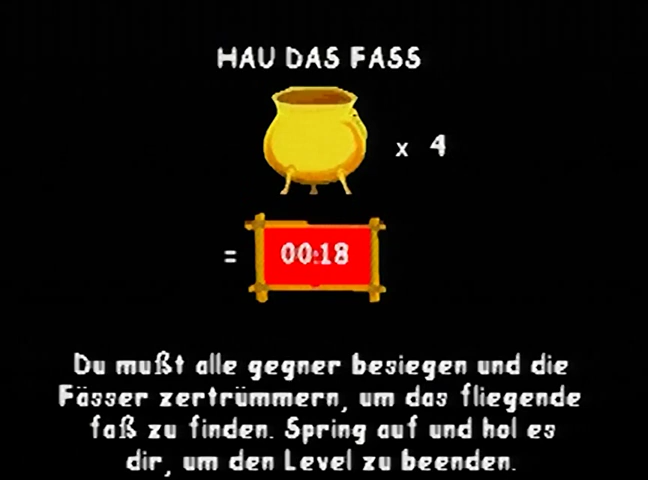 HAU DAS FASS
x 4
= 00:18
Du mußt alle gegner besiegen und die
Fässer zertrümmern, um das fliegende
faß zu finden. Spring auf und hol es
dir, um den Level zu beenden.